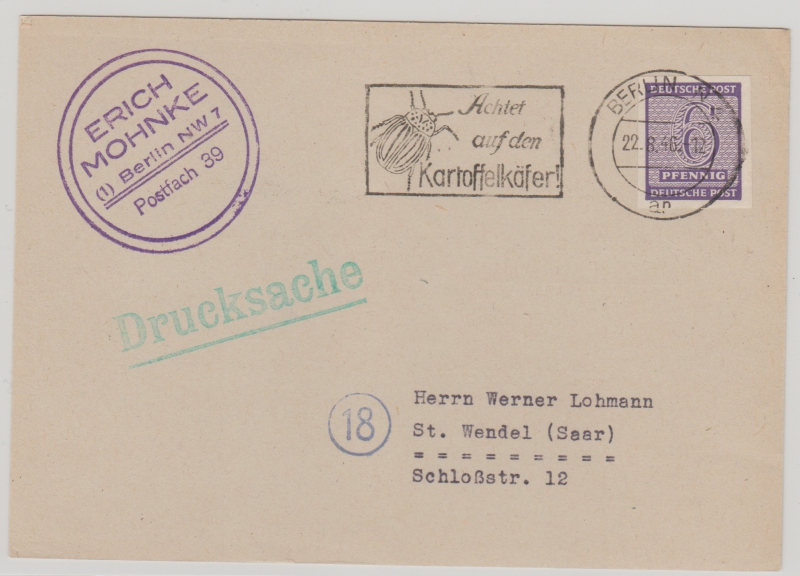 ERICH
MOHNKE
(1) Berlin NW 7
Postfach 39
Achtet
auf den
Kartoffelkäfer!
BERLIN
22.8.46
an
DEUTSCHE POST
6
PFENNIG
DEUTSCHE POST
Drucksache
18
Herrn Werner Lohmann
St. Wendel (Saar)
= = = = = = = = =
Schloßstr. 12